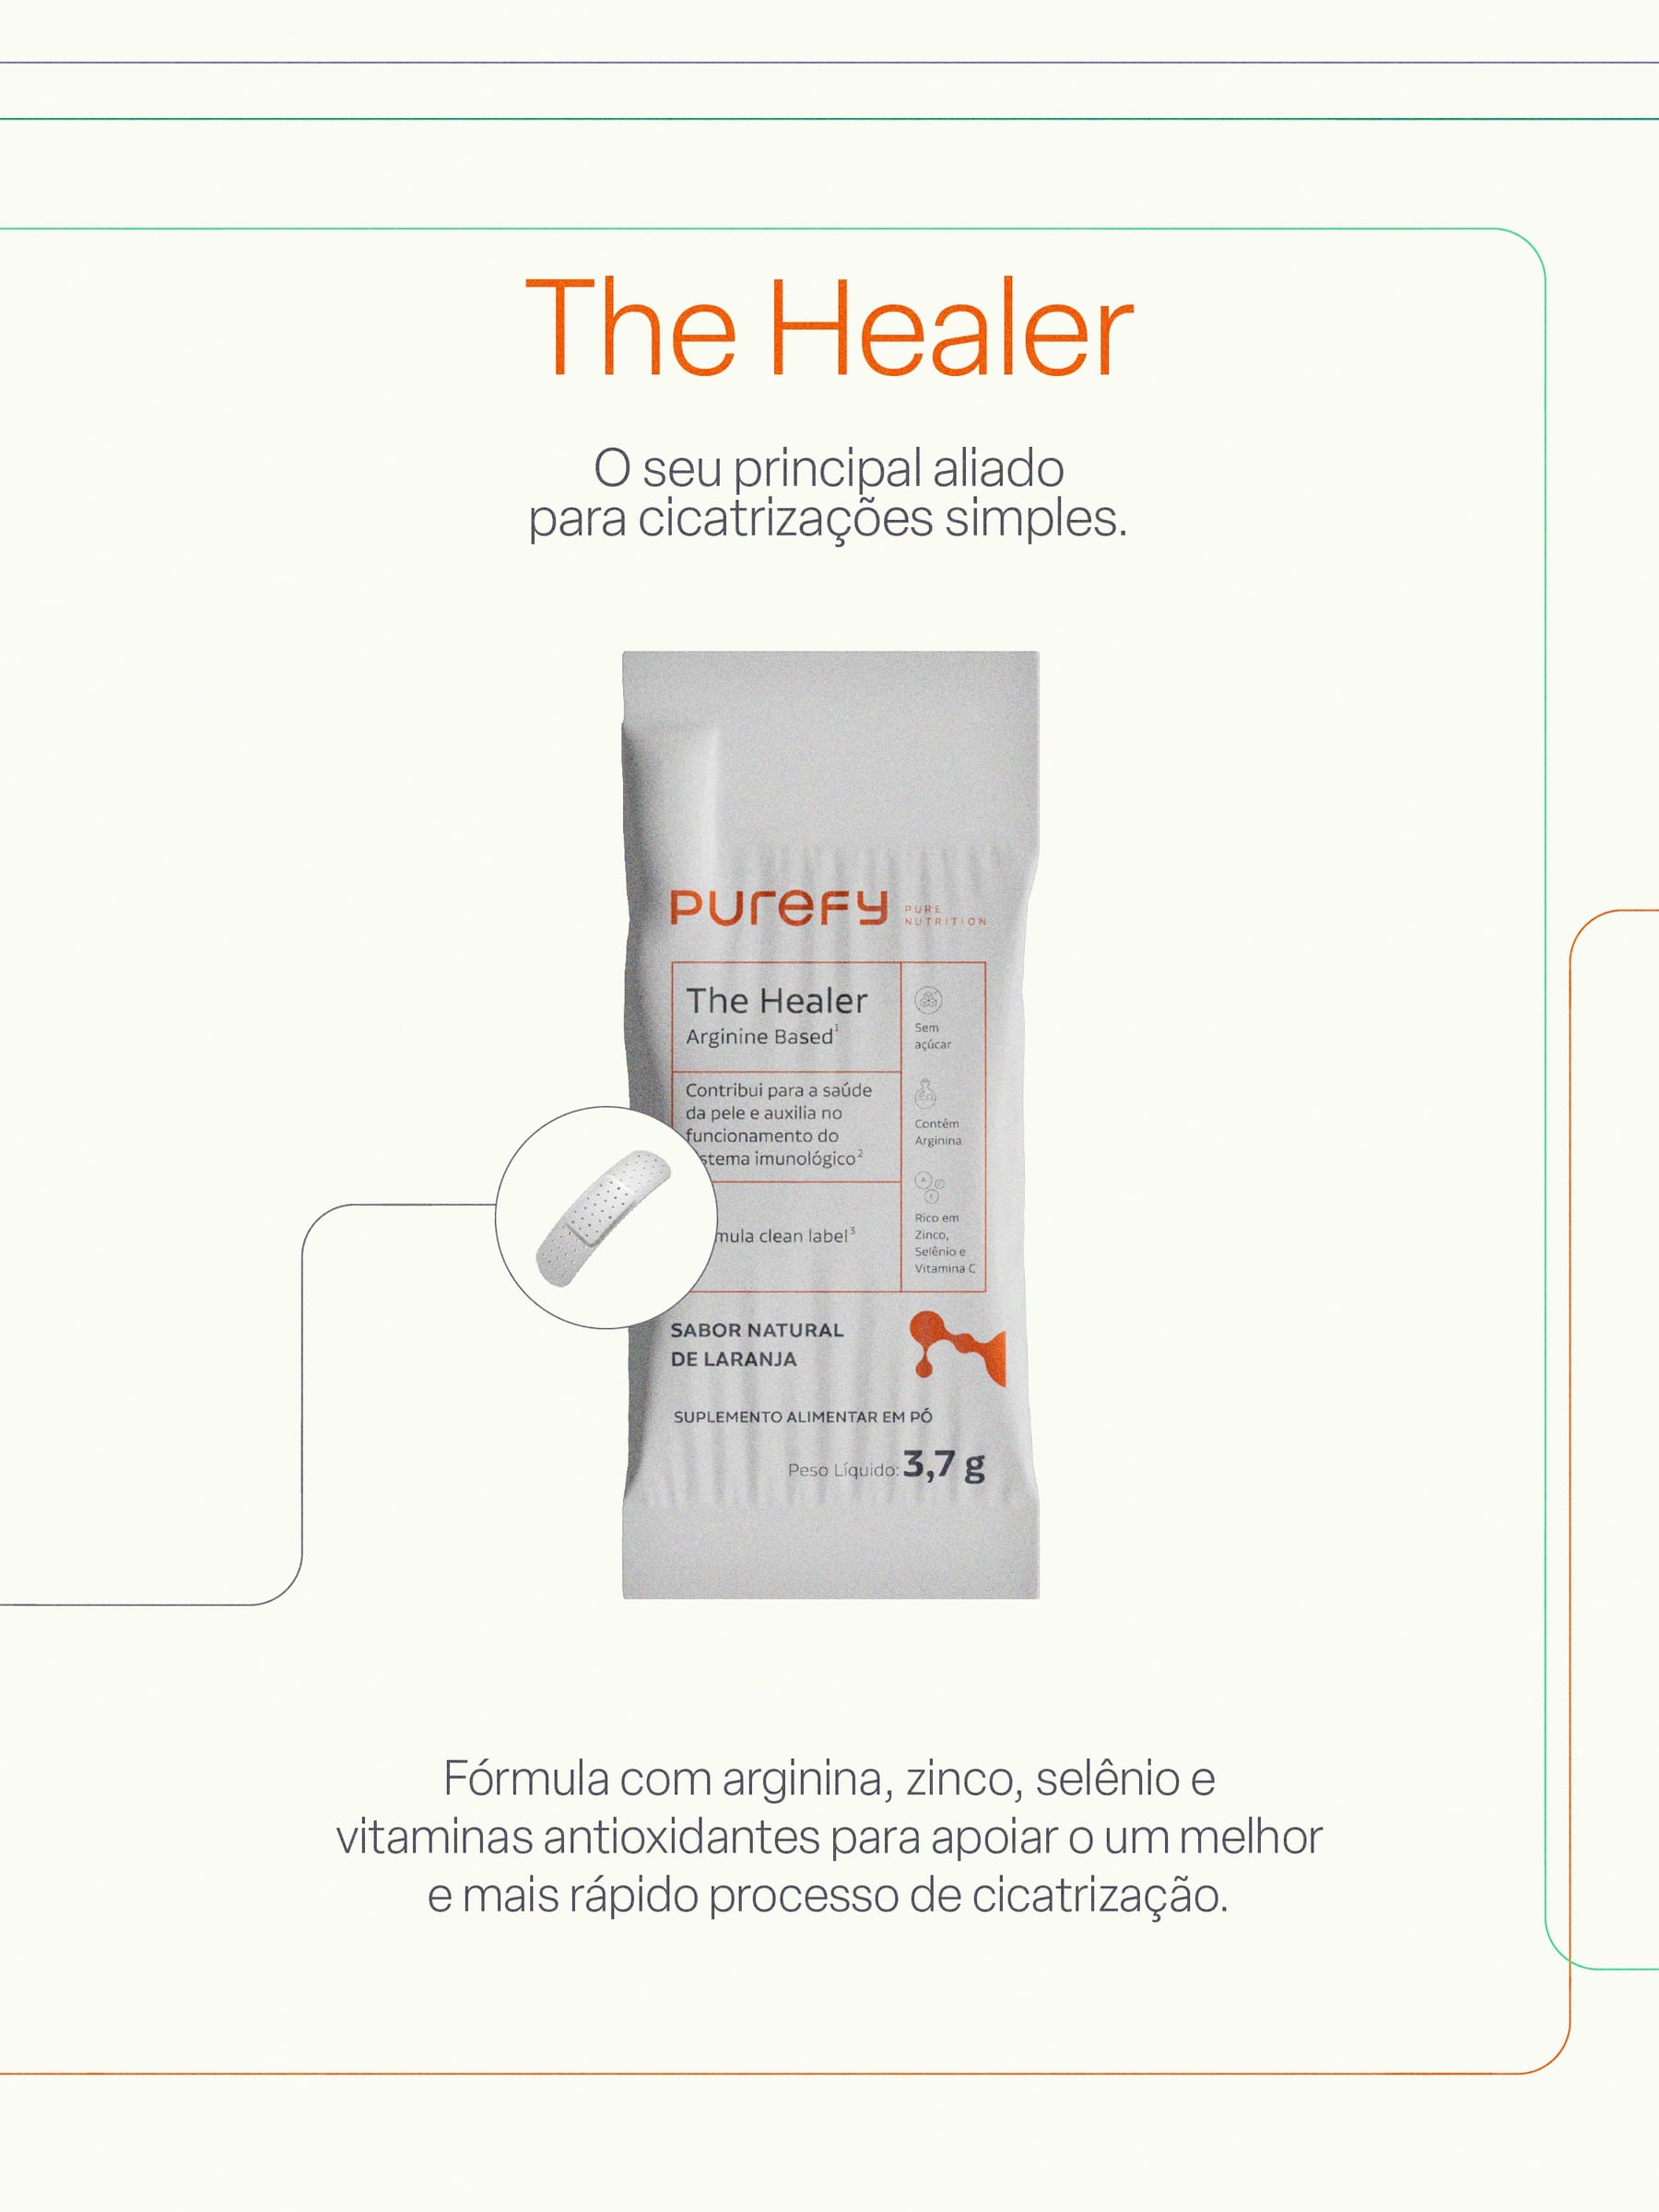 The Healer
O seu principal aliado
para cicatrizações simples.
purefy PURE
NUTRITION
The Healer
Arginine Based¹
Contribui para a saúde
da pele e auxilia no
funcionamento do
stema imunológico²
mula clean label³
Sem
açúcar
Contém
Arginina
Rico em
Zinco,
Selênio e
Vitamina C
SABOR NATURAL
DE LARANJA
SUPLEMENTO ALIMENTAR EM PÓ
Peso Líquido: 3,7 g
Fórmula com arginina, zinco, selênio e
vitaminas antioxidantes para apoiar o um melhor
e mais rápido processo de cicatrização.